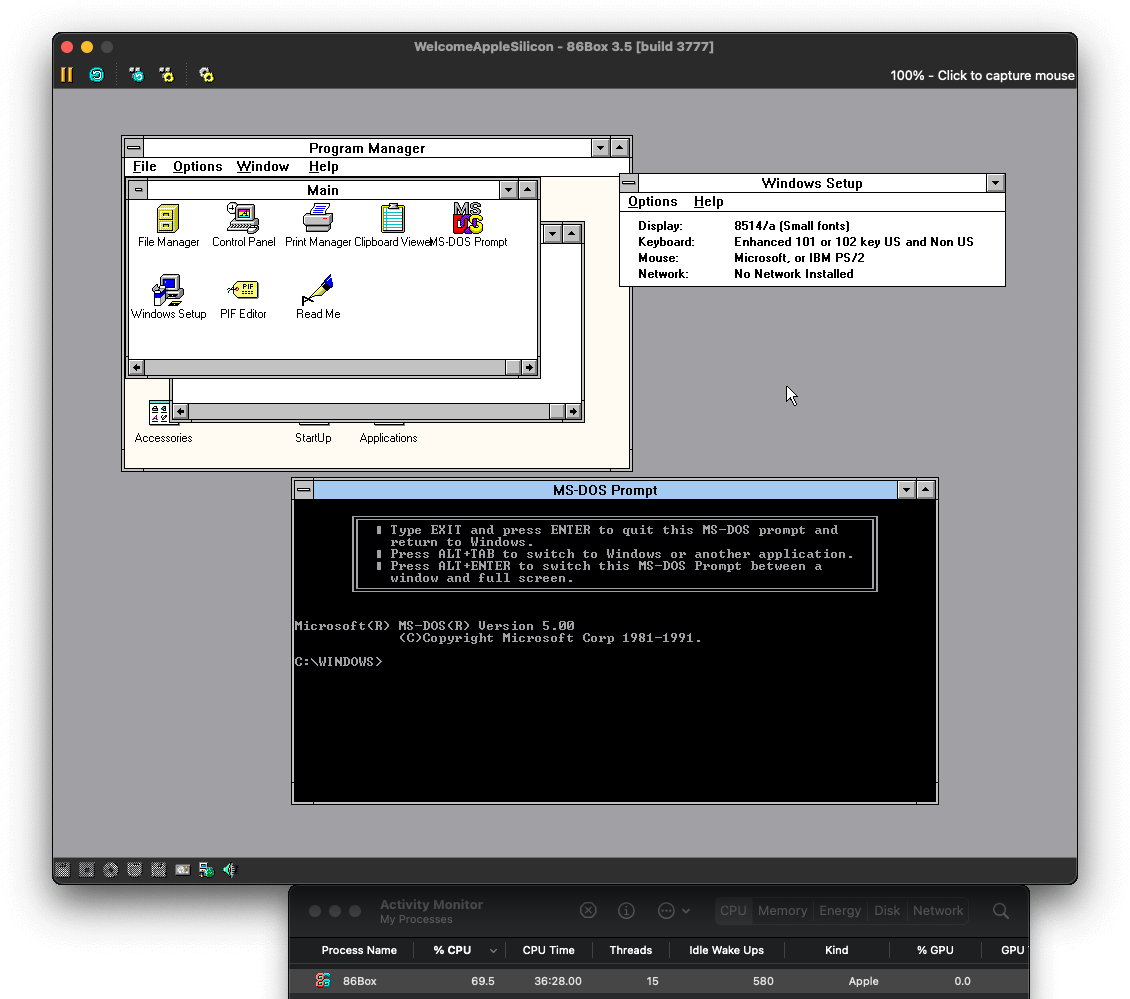 WelcomeAppleSilicon - 86Box 3.5 [build 3777]
100% - Click to capture mouse
Program Manager
File Options Window Help
Main
File Manager Control Panel Print Manager Clipboard Viewer MS-DOS Prompt
Windows Setup PIF Editor Read Me
Accessories StartUp Applications
Windows Setup
Options Help
Display: 8514/a (Small fonts)
Keyboard: Enhanced 101 or 102 key US and Non US
Mouse: Microsoft, or IBM PS/2
Network: No Network Installed
MS-DOS Prompt
Type EXIT and press ENTER to quit this MS-DOS prompt and
return to Windows.
Press ALT+TAB to switch to Windows or another application.
Press ALT+ENTER to switch this MS-DOS Prompt between a
window and full screen.
Microsoft(R) MS-DOS(R) Version 5.00
(C)Copyright Microsoft Corp 1981-1991.
C:\WINDOWS>
Activity Monitor
My Processes
CPU Memory Energy Disk Network
Process Name % CPU CPU Time Threads Idle Wake Ups Kind % GPU GPU
86Box 69.5 36:28.00 15 580 Apple 0.0